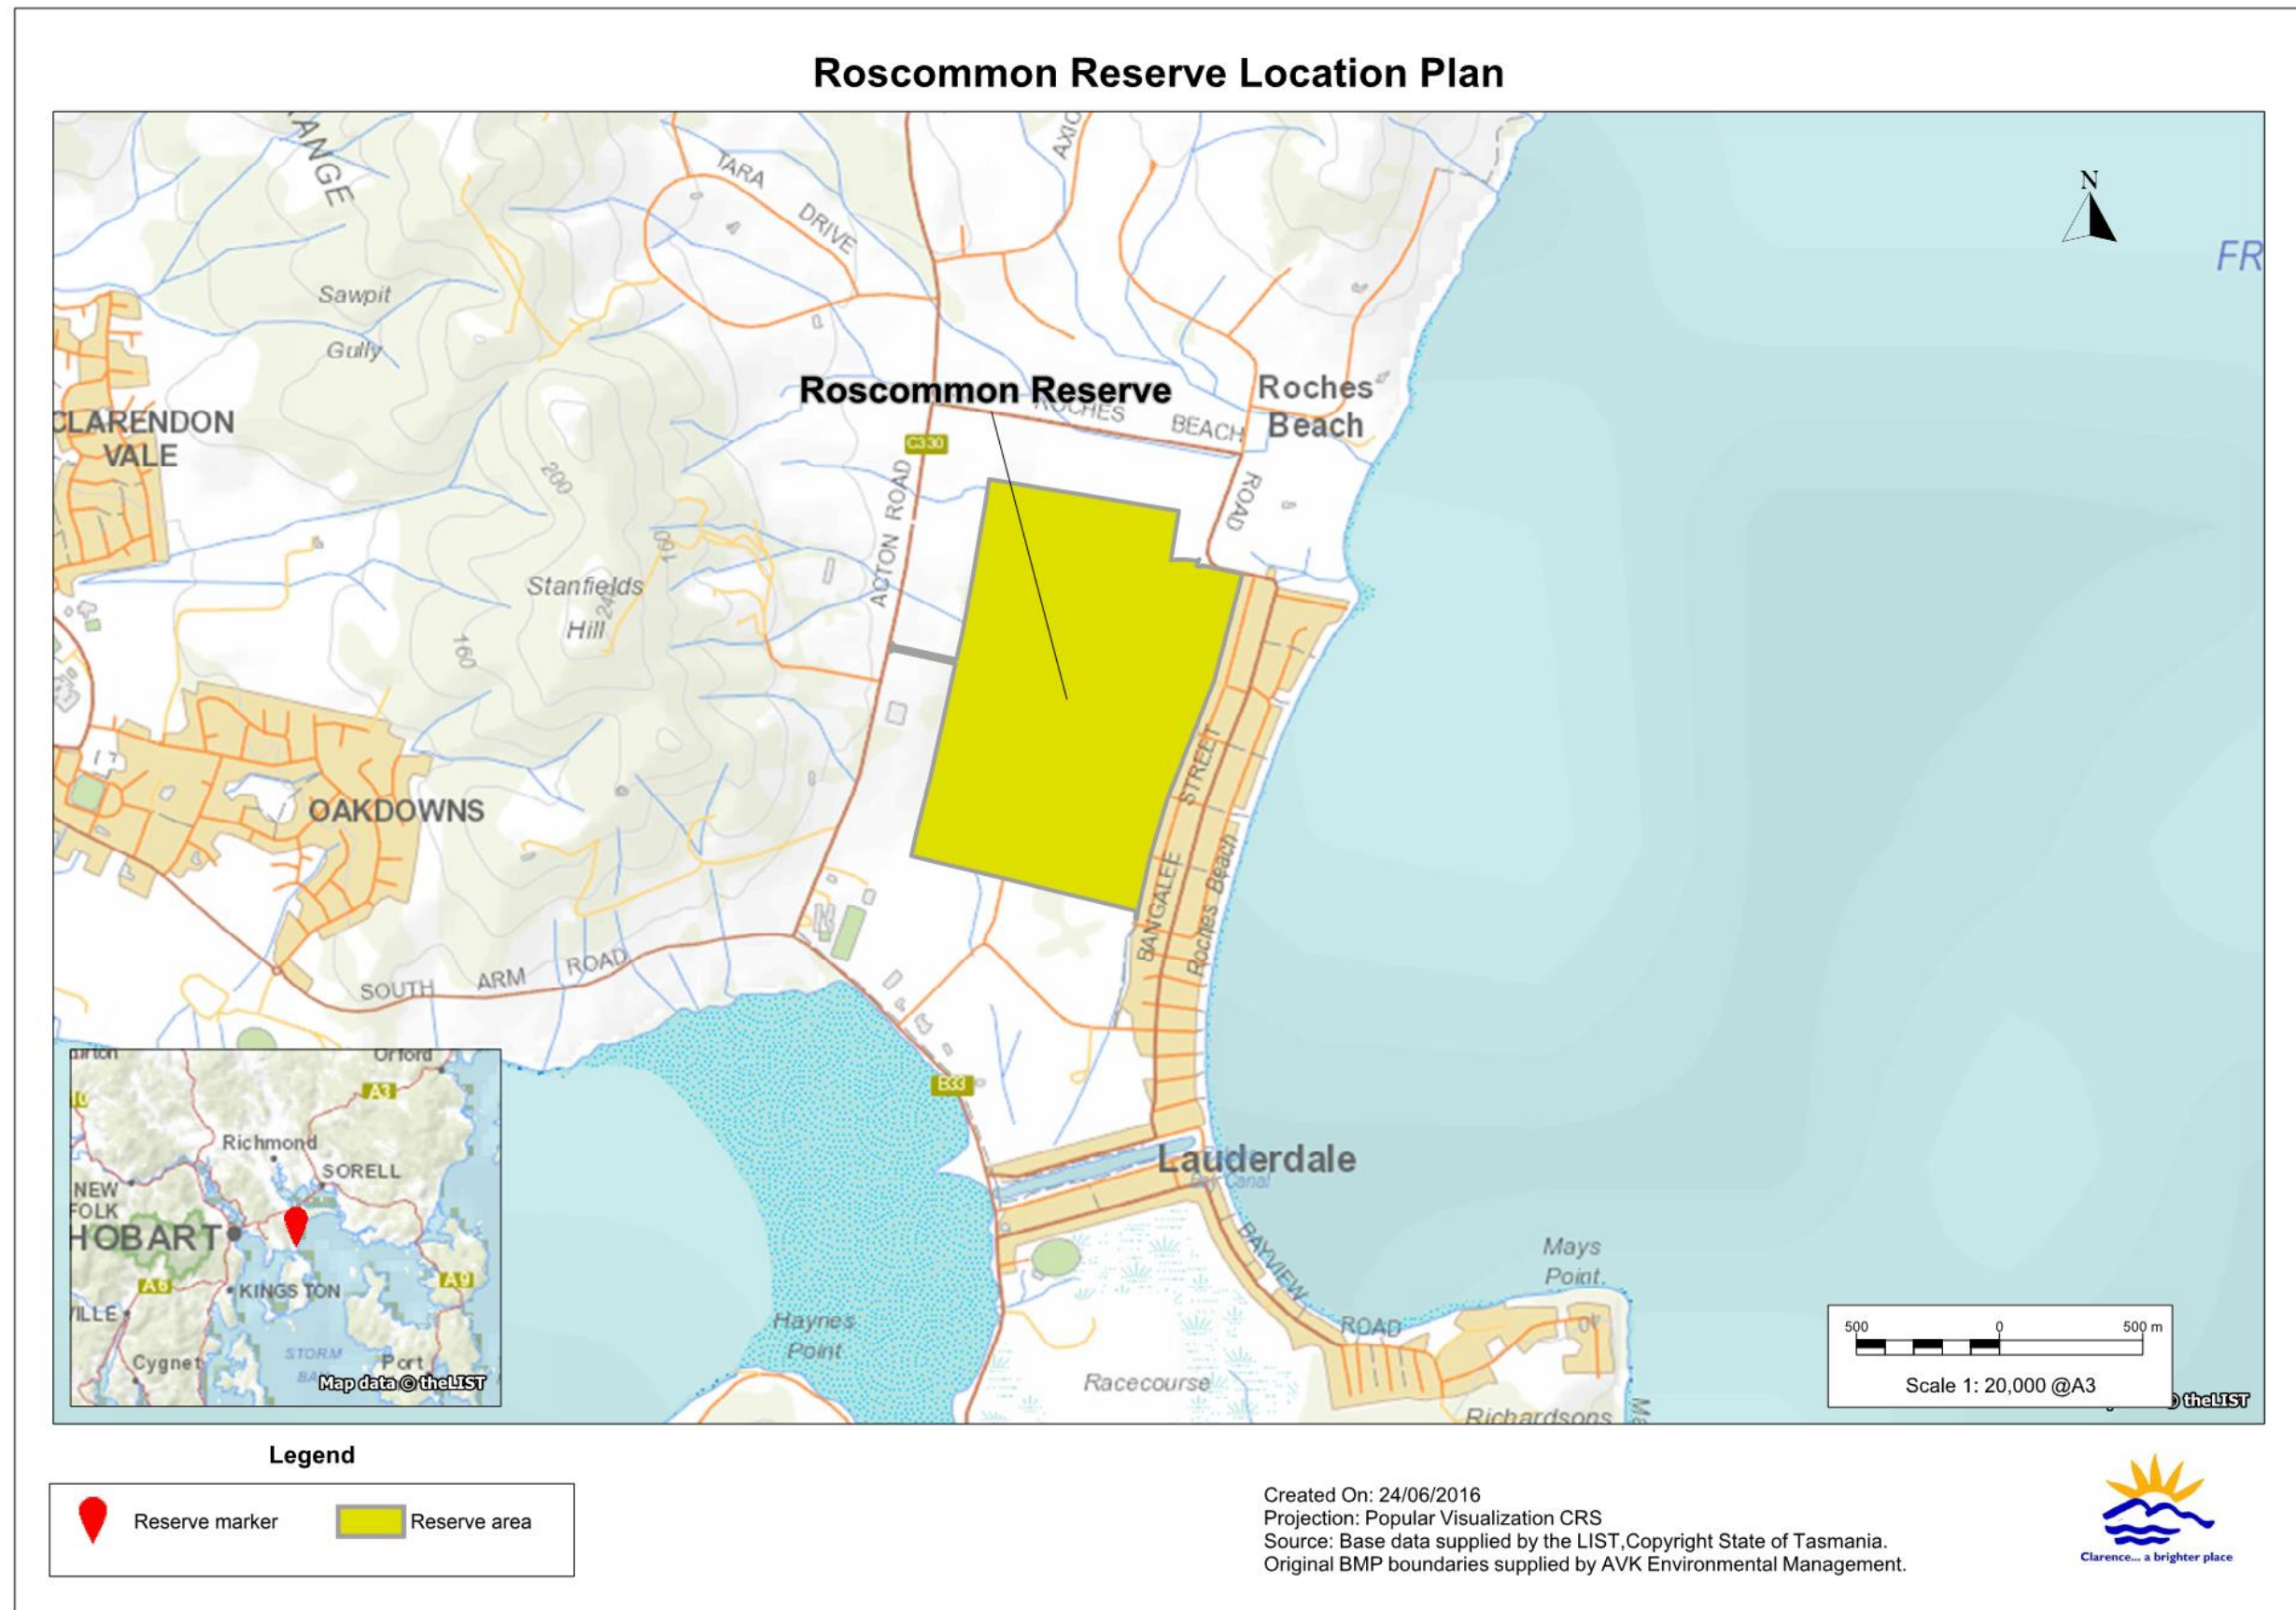 Roscommon Reserve Location Plan
TARA
DRIVE
N
FR
Sawpit
Gully
Roscommon Reserve
ROCHES
BEACH
ROAD
Roches
Beach
CLARENDON
VALE
C330
200
ACTON ROAD
160
Stanfields
Hill
240
160
STREET
OAKDOWNS
BANGALEE
Roches Beach
SOUTH
ARM
ROAD
B33
Lauderdale
Canal
BAYVIEW
ROAD
Mays
Point
Haynes
Point
Racecourse
Richardsons
Orford
A3
Richmond
SORELL
NEW
FOLK
HOBART
A6
KINGSTON
A9
VILLE
Cygnet
STORM
Port
Map data © theLIST
500
0
500 m
Scale 1: 20,000 @A3
© theLIST
Legend
Reserve marker
Reserve area
Created On: 24/06/2016
Projection: Popular Visualization CRS
Source: Base data supplied by the LIST,Copyright State of Tasmania.
Original BMP boundaries supplied by AVK Environmental Management.
Clarence... a brighter place